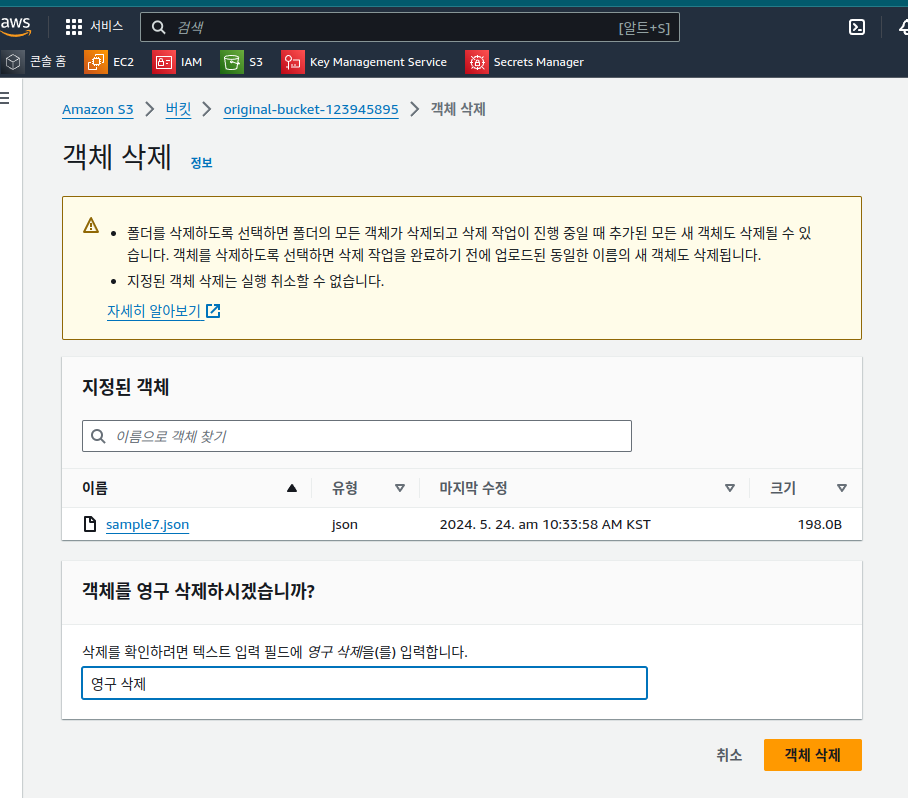 aws
서비스
검색
[알트+S]
콘솔 홈
EC2
IAM
S3
Key Management Service
Secrets Manager
Amazon S3
버킷
original-bucket-123945895
객체 삭제
객체 삭제
정보
폴더를 삭제하도록 선택하면 폴더의 모든 객체가 삭제되고 삭제 작업이 진행 중일 때 추가된 모든 새 객체도 삭제될 수 있
습니다. 객체를 삭제하도록 선택하면 삭제 작업을 완료하기 전에 업로드된 동일한 이름의 새 객체도 삭제됩니다.
지정된 객체 삭제는 실행 취소할 수 없습니다.
자세히 알아보기
지정된 객체
이름으로 객체 찾기
이름
유형
마지막 수정
크기
sample7.json
json
2024. 5. 24. am 10:33:58 AM KST
198.0B
객체를 영구 삭제하시겠습니까?
삭제를 확인하려면 텍스트 입력 필드에 영구 삭제을(를) 입력합니다.
영구 삭제
취소
객체 삭제